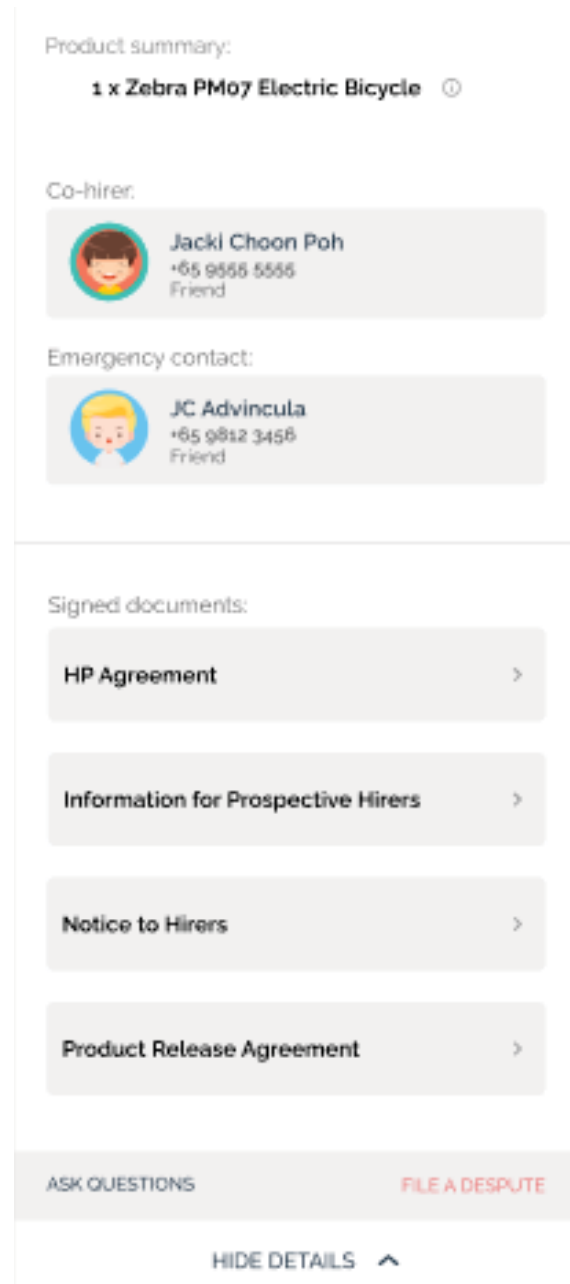 Product summary:
1 x Zebra PM07 Electric Bicycle
Co-hirer:
Jacki Choon Poh
+65 9555 5555
Friend
Emergency contact:
JC Advincula
+65 9812 3456
Friend
Signed documents:
HP Agreement
Information for Prospective Hirers
Notice to Hirers
Product Release Agreement
ASK QUESTIONS
FILE A DESPUTE
HIDE DETAILS